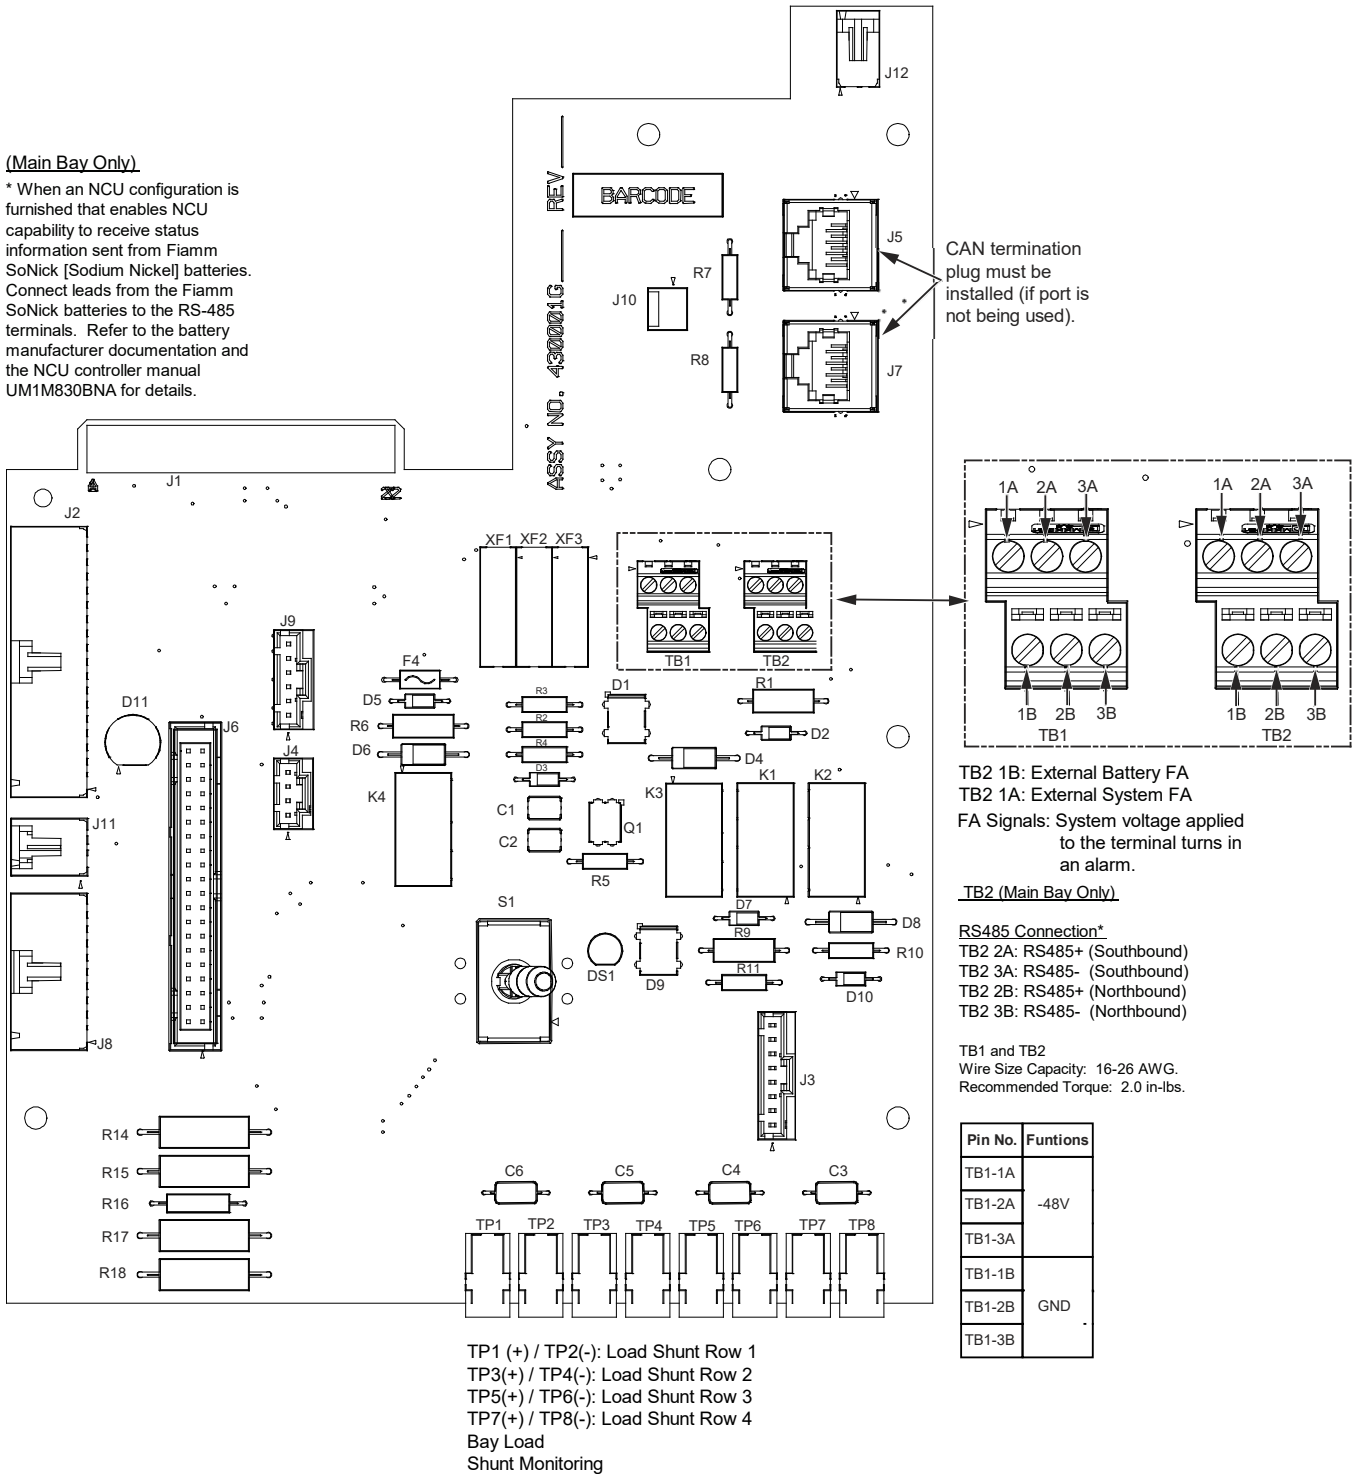 J12
(Main Bay Only)
* When an NCU configuration is
furnished that enables NCU
capability to receive status
information sent from Fiamm
SoNick [Sodium Nickel] batteries.
Connect leads from the Fiamm
SoNick batteries to the RS-485
terminals.  Refer to the battery
manufacturer documentation and
the NCU controller manual
UM1M830BNA for details.
ASSY NO. 430001G REV
BARCODE
J5
R7
J10
R8
J7
CAN termination
plug must be
installed (if port is
not being used).
J1
A
22
J2
XF1
XF2
XF3
TB1
TB2
1A
2A
3A
1A
2A
3A
1B
2B
3B
1B
2B
3B
TB1
TB2
J9
F4
D5
R6
D6
K4
D11
J6
J4
J11
J8
R3
R2
R4
D3
C1
C2
D1
Q1
R5
R1
D2
D4
K3
K1
K2
S1
DS1
D9
D7
R9
R11
D8
R10
D10
J3
TB2 1B: External Battery FA
TB2 1A: External System FA
FA Signals: System voltage applied
to the terminal turns in
an alarm.
TB2 (Main Bay Only)
RS485 Connection*
TB2 2A: RS485+ (Southbound)
TB2 3A: RS485-  (Southbound)
TB2 2B: RS485+ (Northbound)
TB2 3B: RS485-  (Northbound)
TB1 and TB2
Wire Size Capacity:  16-26 AWG.
Recommended Torque:  2.0 in-lbs.
Pin No. Funtions
TB1-1A
TB1-2A -48V
TB1-3A
TB1-1B
TB1-2B GND
TB1-3B
R14
R15
R16
R17
R18
C6
C5
C4
C3
TP1
TP2
TP3
TP4
TP5
TP6
TP7
TP8
TP1 (+) / TP2(-): Load Shunt Row 1
TP3(+) / TP4(-): Load Shunt Row 2
TP5(+) / TP6(-): Load Shunt Row 3
TP7(+) / TP8(-): Load Shunt Row 4
Bay Load
Shunt Monitoring